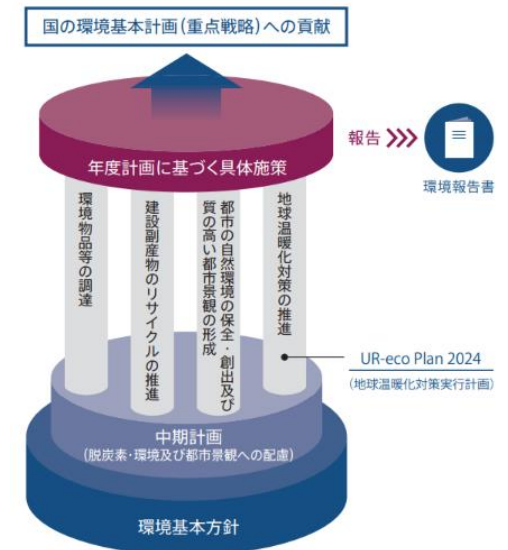 国の環境基本計画(重点戦略)への貢献
年度計画に基づく具体施策
報告
環境報告書
環境物品等の調達
建設副産物のリサイクルの推進
都市の自然環境の保全・創出及び
質の高い都市景観の形成
地球温暖化対策の推進
UR-eco Plan 2024
(地球温暖化対策実行計画)
中期計画
(脱炭素・環境及び都市景観への配慮)
環境基本方針